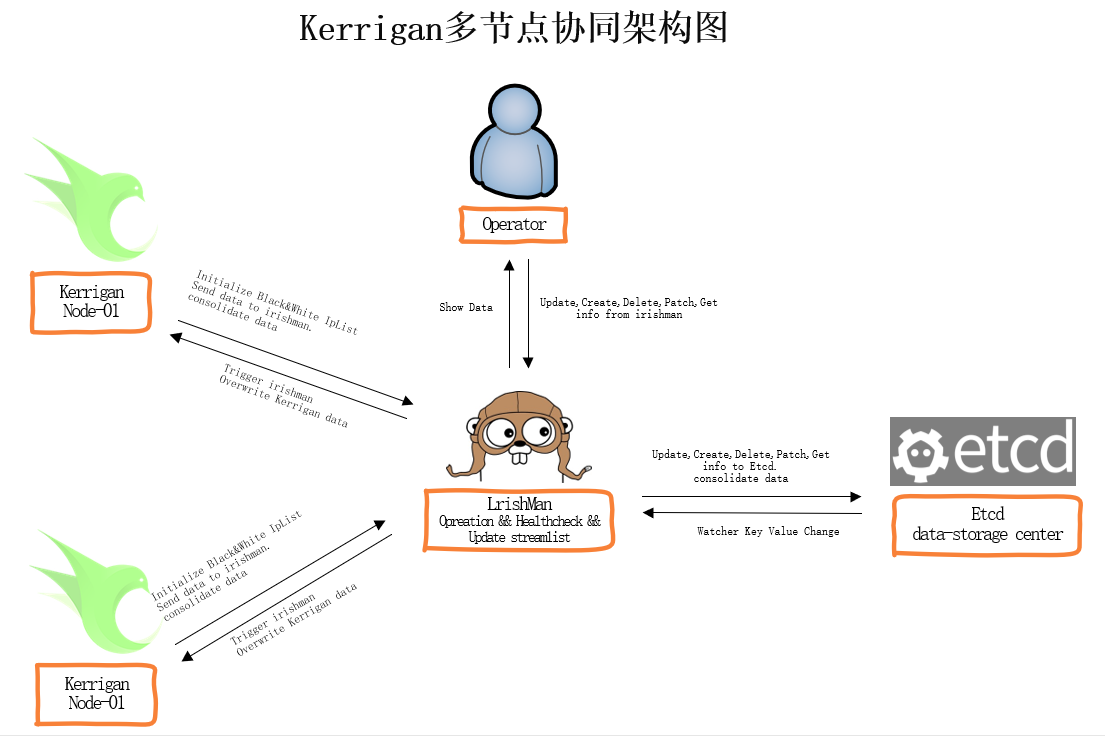 Kerrigan多节点协同架构图
Operator
Kerrigan
Node-01
Initialize Black&White IpList
Send data to irishman.
consolidate data
Trigger irishman
Overwrite Kerrigan data
Show Data
Update,Create,Delete,Patch,Get
info from irishman
LrishMan
Opreation && Healthcheck &&
Update streamlist
Update,Create,Delete,Patch,Get
info to Etcd.
consolidate data
Watcher Key Value Change
etcd
Etcd
data-storage center
Initialize Black&White IpList
Send data to irishman.
consolidate data
Trigger irishman
Overwrite Kerrigan data
Kerrigan
Node-01